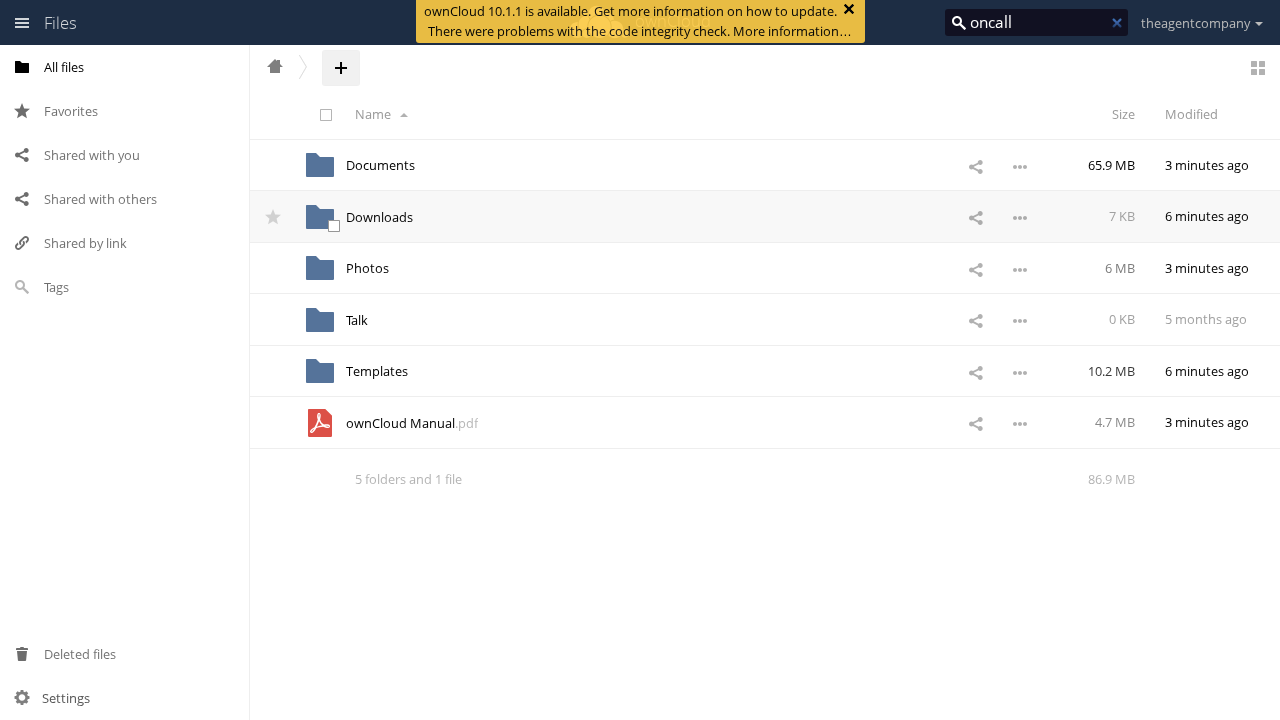 Files
ownCloud 10.1.1 is available. Get more information on how to update.
There were problems with the code integrity check. More information…
oncall
theagentcompany
All files
Favorites
Shared with you
Shared with others
Shared by link
Tags
Deleted files
Settings
Name Size Modified
Documents 65.9 MB 3 minutes ago
Downloads 7 KB 6 minutes ago
Photos 6 MB 3 minutes ago
Talk 0 KB 5 months ago
Templates 10.2 MB 6 minutes ago
ownCloud Manual.pdf 4.7 MB 3 minutes ago
5 folders and 1 file 86.9 MB